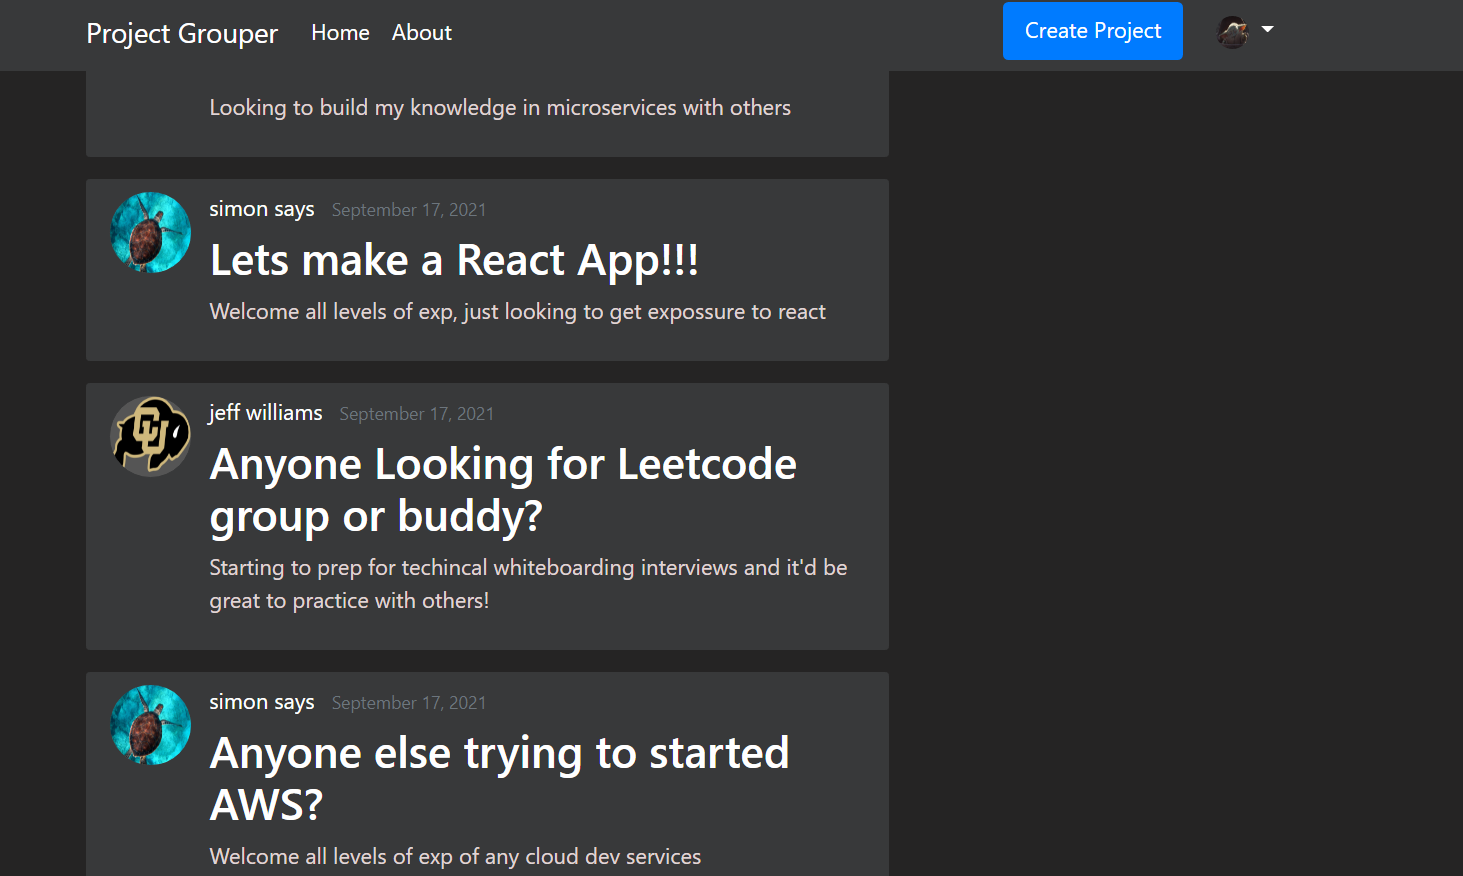 Project Grouper Home About Create Project
Looking to build my knowledge in microservices with others
simon says September 17, 2021
Lets make a React App!!!
Welcome all levels of exp, just looking to get expossure to react
CU
jeff williams September 17, 2021
Anyone Looking for Leetcode
group or buddy?
Starting to prep for techincal whiteboarding interviews and it'd be
great to practice with others!
simon says September 17, 2021
Anyone else trying to started
AWS?
Welcome all levels of exp of any cloud dev services